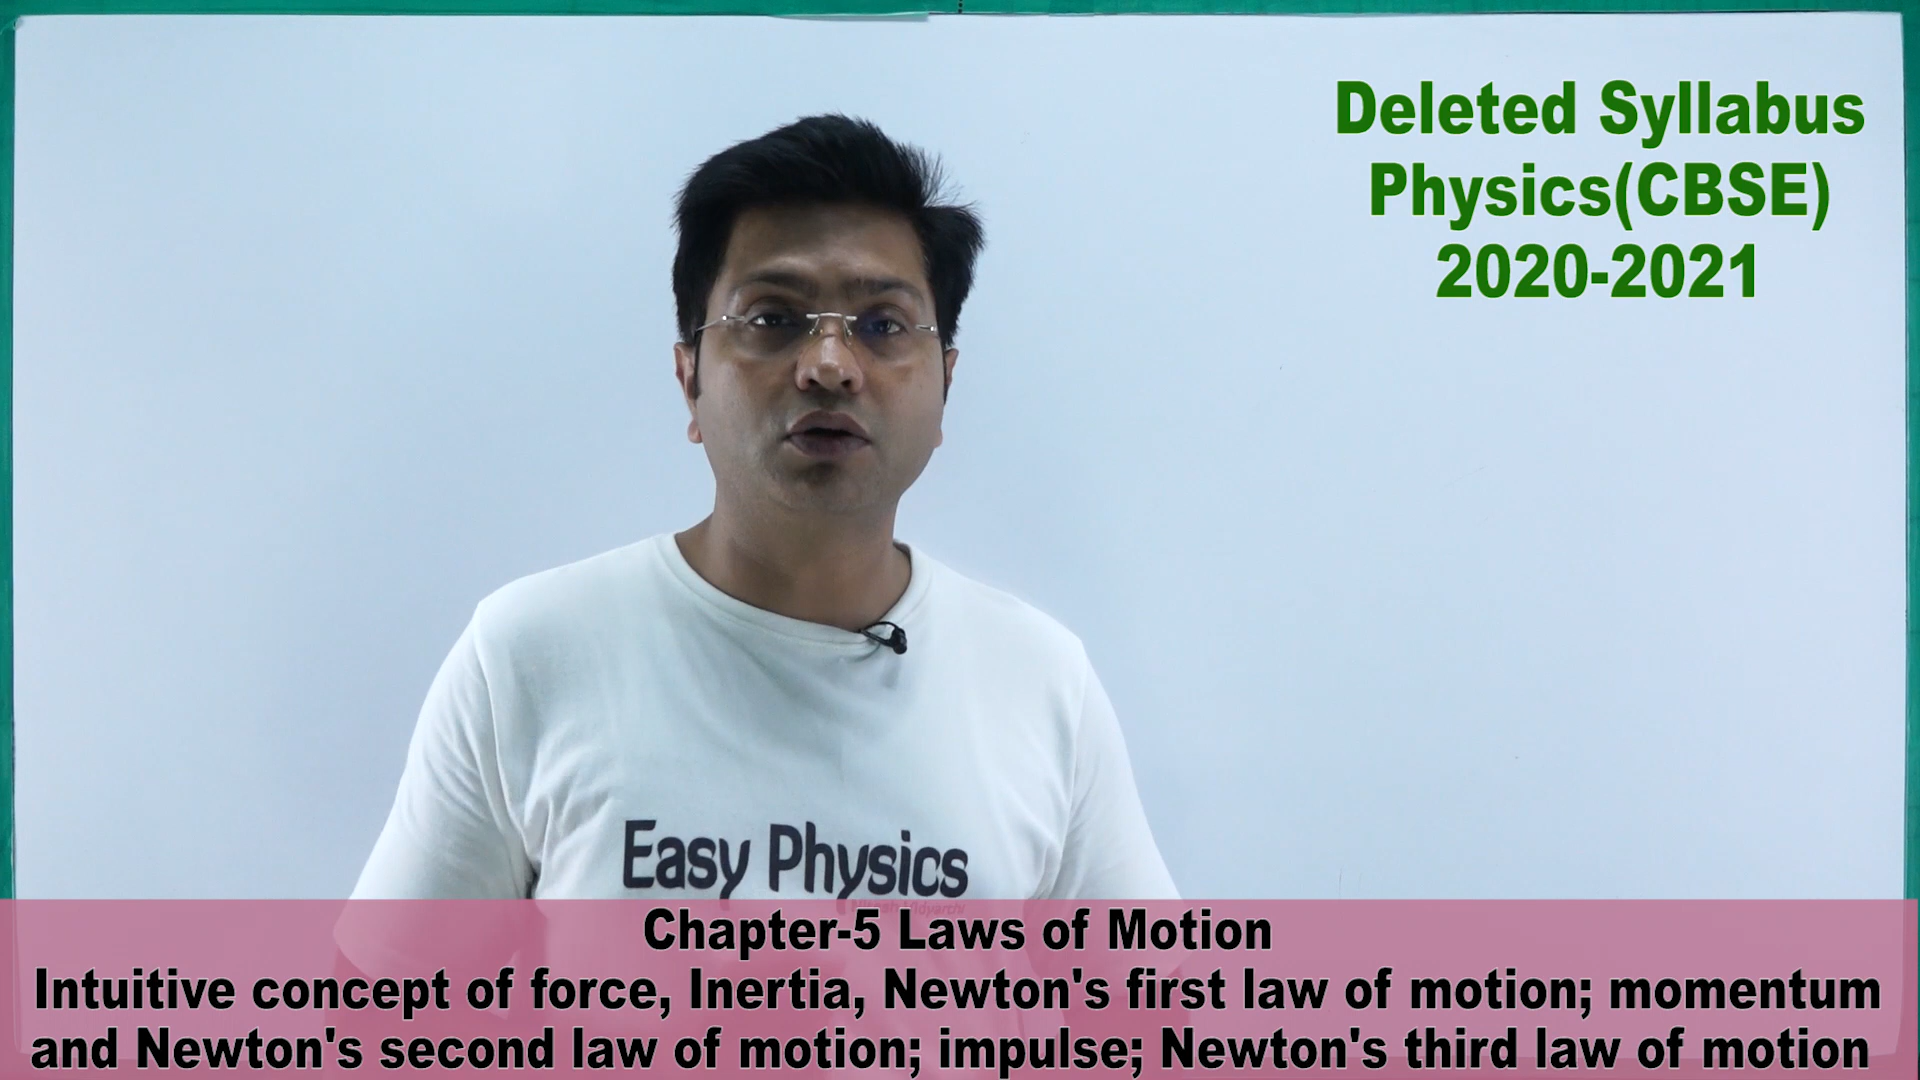 Deleted Syllabus
Physics(CBSE)
2020-2021
Easy Physics
Chapter-5 Laws of Motion
Intuitive concept of force, Inertia, Newton's first law of motion; momentum
and Newton's second law of motion; impulse; Newton's third law of motion